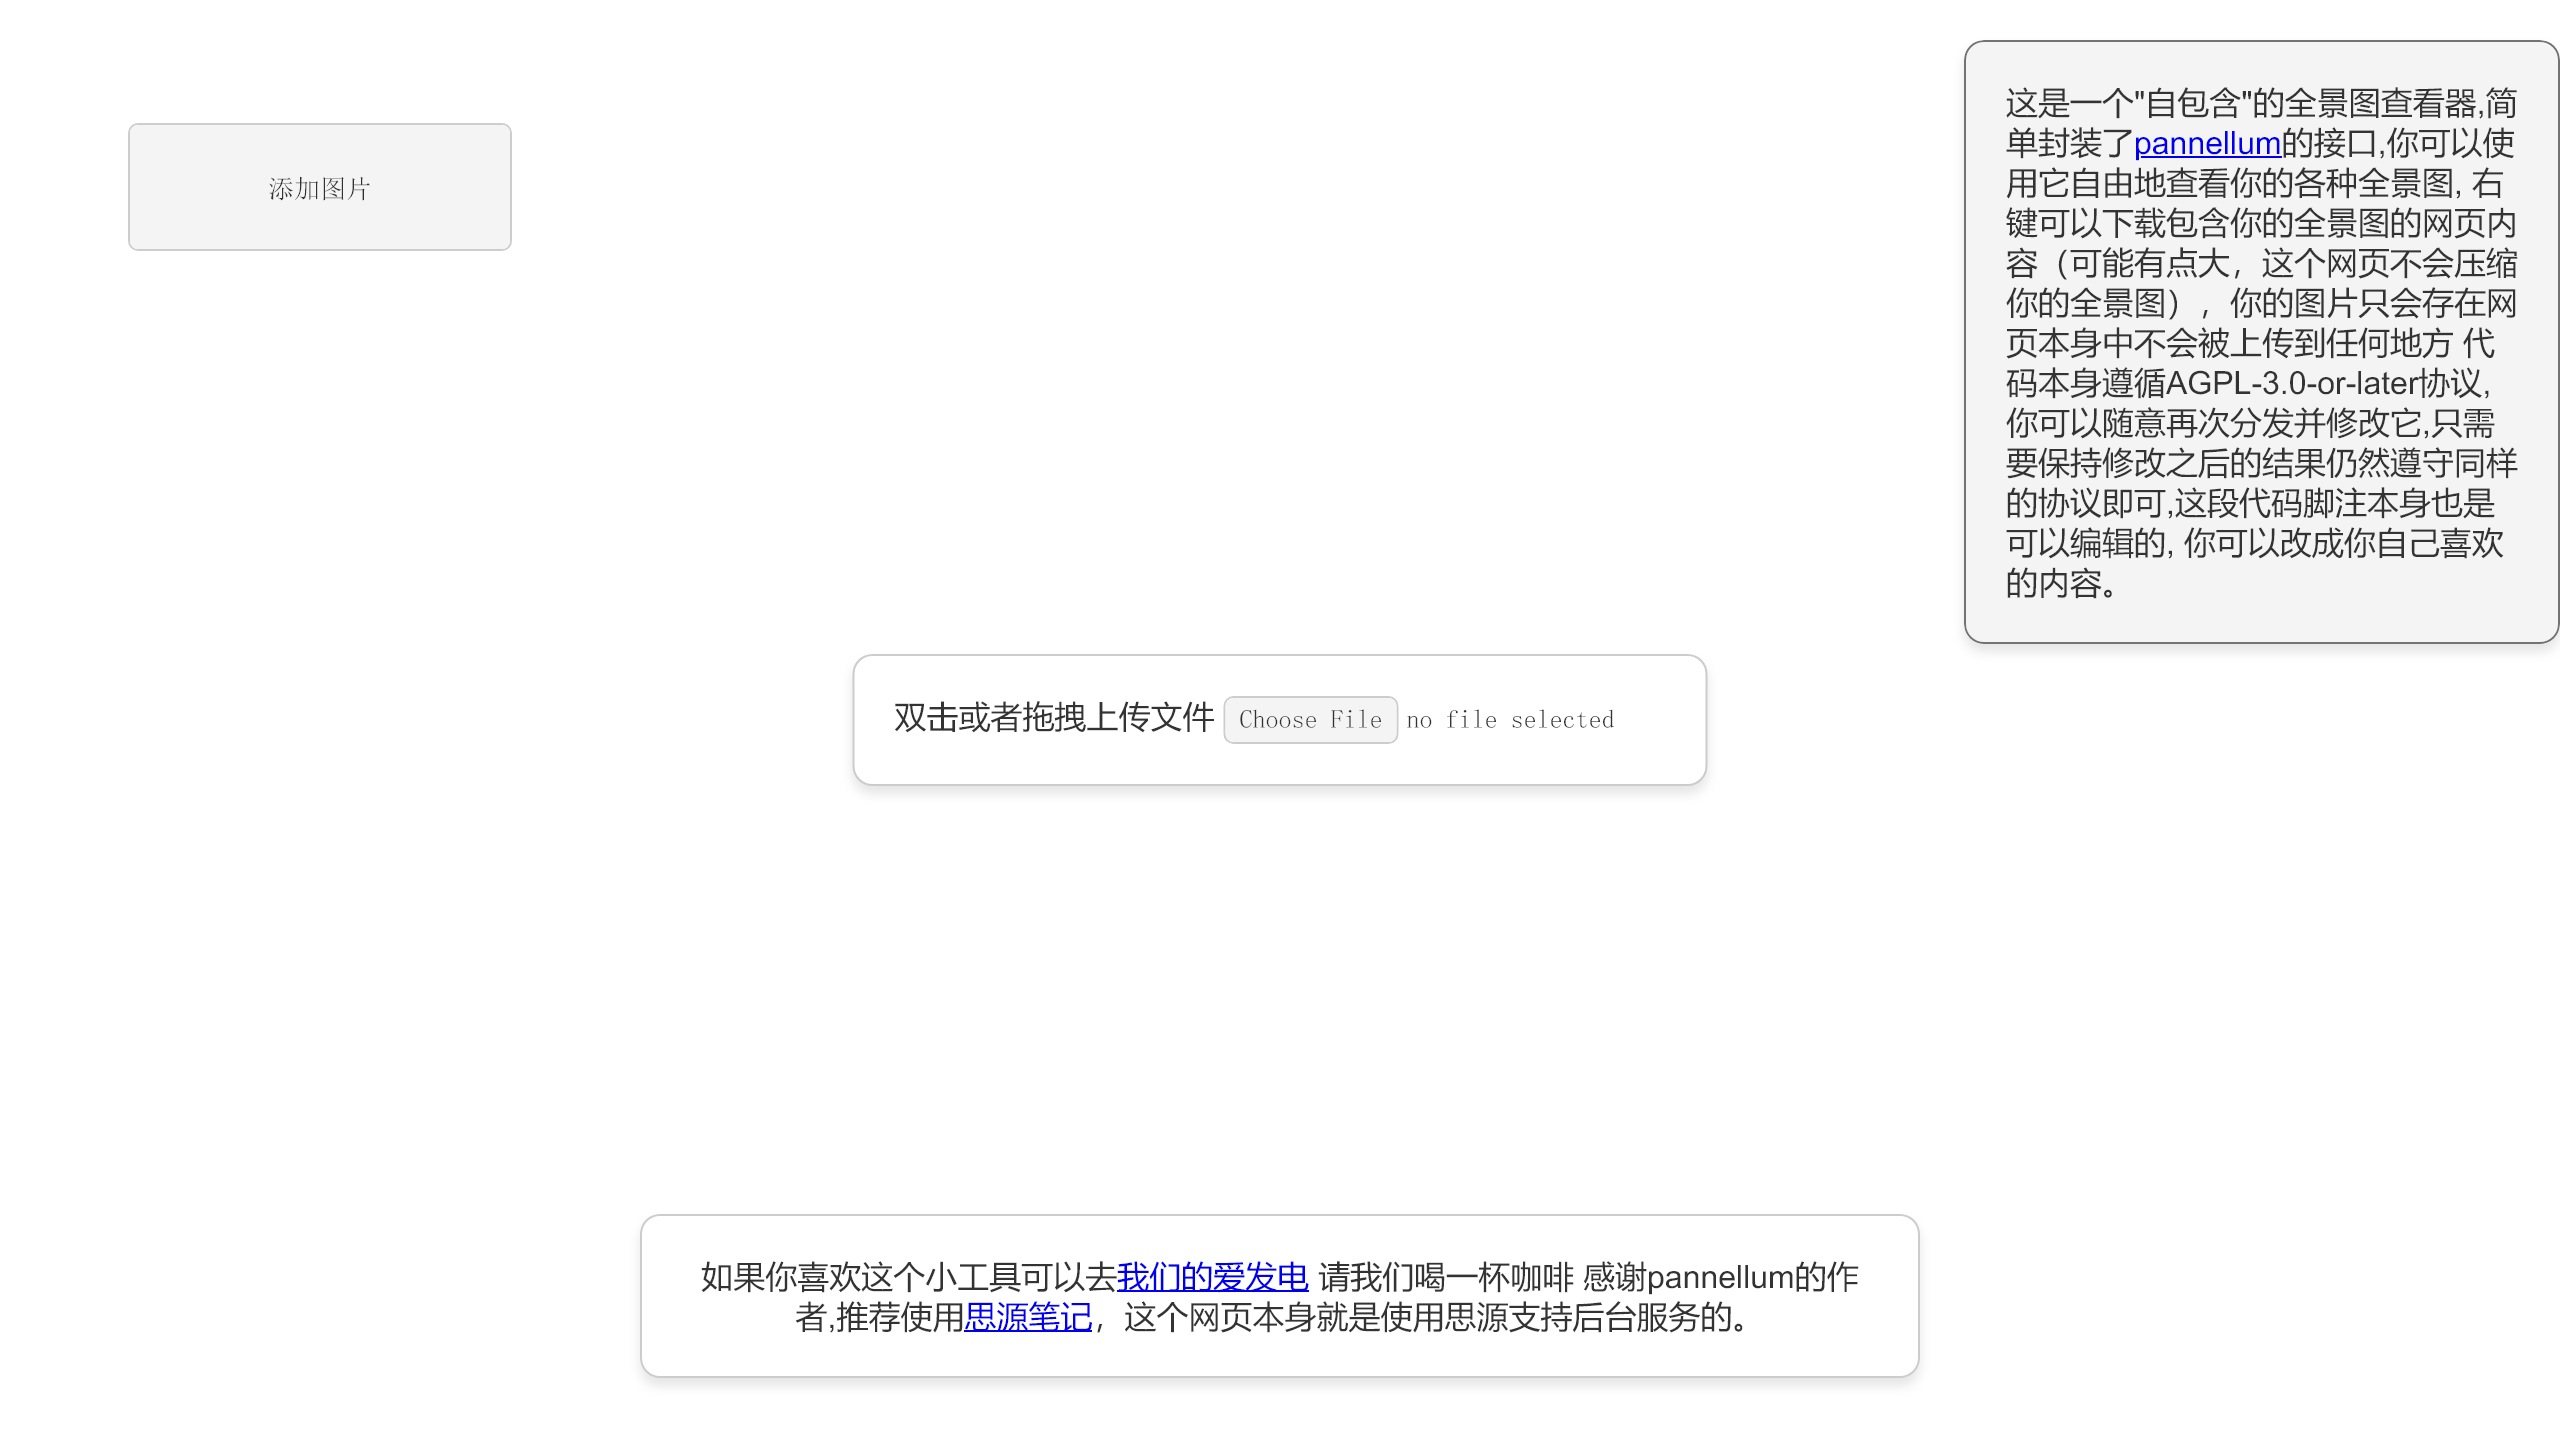 添加图片
这是一个"自包含"的全景图查看器,简
单封装了pannellum的接口,你可以使
用它自由地查看你的各种全景图, 右
键可以下载包含你的全景图的网页内
容（可能有点大，这个网页不会压缩
你的全景图），你的图片只会存在网
页本身中不会被上传到任何地方 代
码本身遵循AGPL-3.0-or-later协议,
你可以随意再次分发并修改它,只需
要保持修改之后的结果仍然遵守同样
的协议即可,这段代码脚注本身也是
可以编辑的, 你可以改成你自己喜欢
的内容。
双击或者拖拽上传文件 Choose File no file selected
如果你喜欢这个小工具可以去我们的爱发电 请我们喝一杯咖啡 感谢pannellum的作
者,推荐使用思源笔记，这个网页本身就是使用思源支持后台服务的。